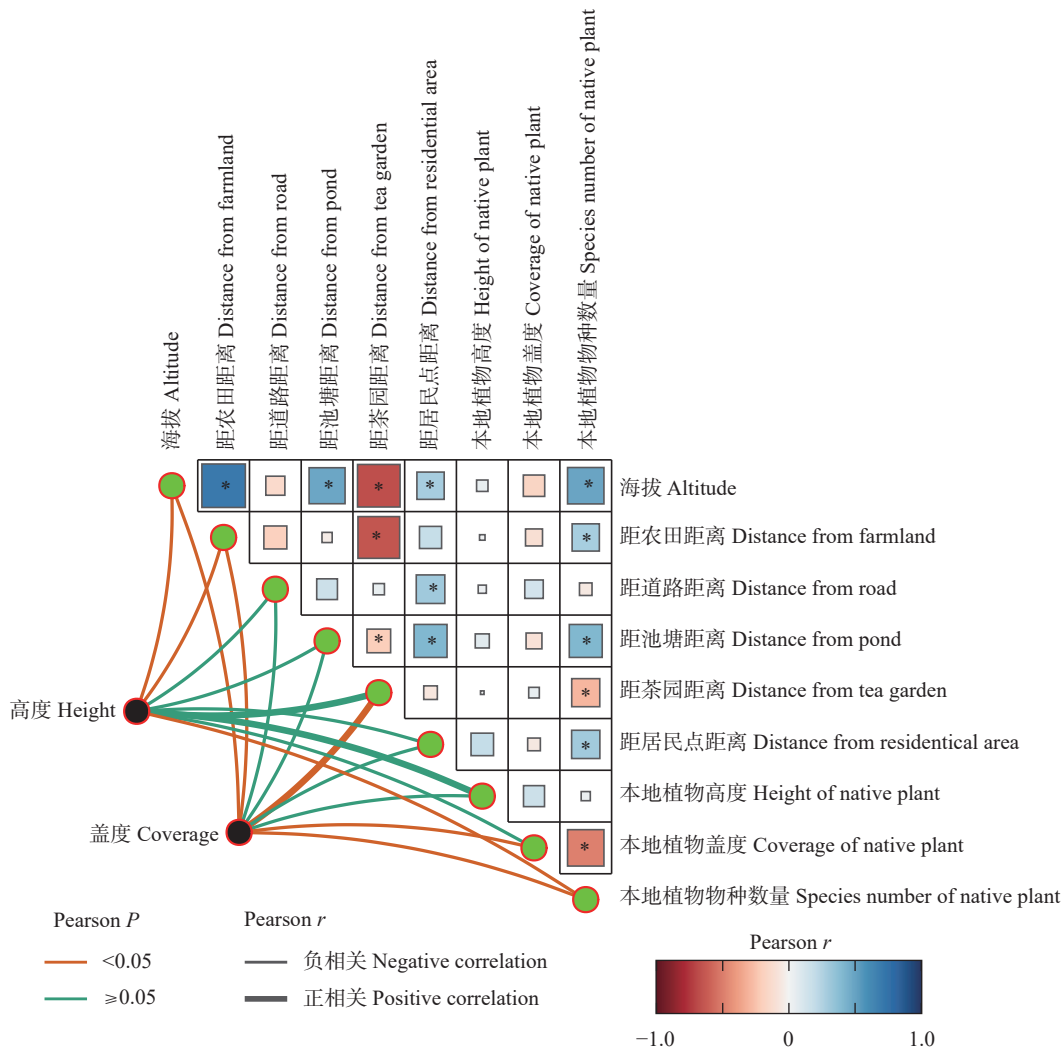 海拔 Altitude
距农田距离 Distance from farmland
距道路距离 Distance from road
距池塘距离 Distance from pond
距茶园距离 Distance from tea garden
距居民点距离 Distance from residential area
本地植物高度 Height of native plant
本地植物盖度 Coverage of native plant
本地植物物种数量 Species number of native plant
* * * * *
海拔 Altitude
* *
距农田距离 Distance from farmland
*
距道路距离 Distance from road
* * *
距池塘距离 Distance from pond
*
距茶园距离 Distance from tea garden
*
距居民点距离 Distance from residentical area
本地植物高度 Height of native plant
*
本地植物盖度 Coverage of native plant
本地植物物种数量 Species number of native plant
高度 Height
盖度 Coverage
Pearson P
<0.05
≥0.05
Pearson r
负相关 Negative correlation
正相关 Positive correlation
Pearson r
−1.0 0 1.0